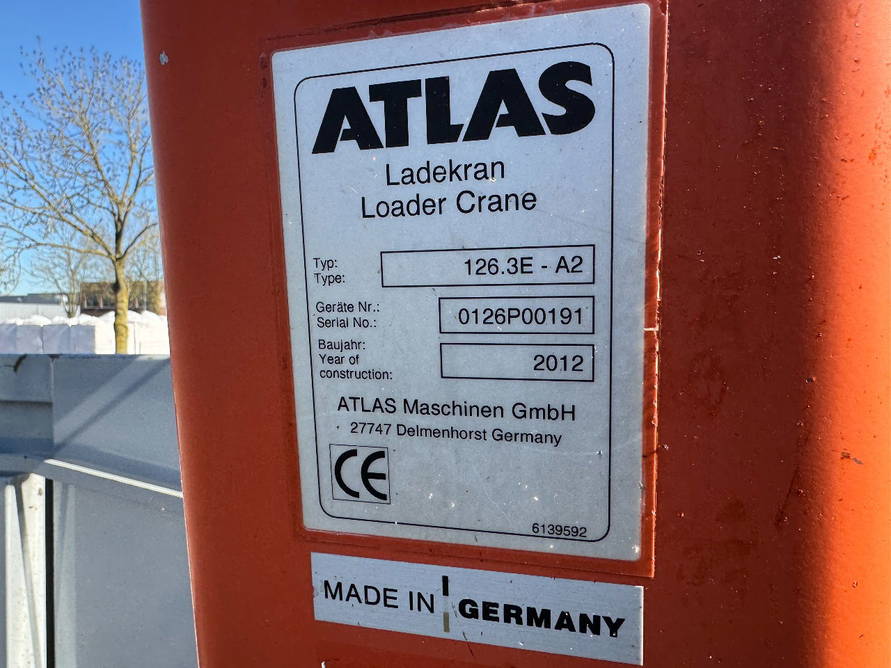 ATLAS
Ladekran
Loader Crane
Typ:
Type:
126.3E - A2
Geräte Nr.:
Serial No.:
0126P00191
Baujahr:
Year of
construction:
2012
ATLAS Maschinen GmbH
27747 Delmenhorst Germany
CE
6139592
MADE IN GERMANY